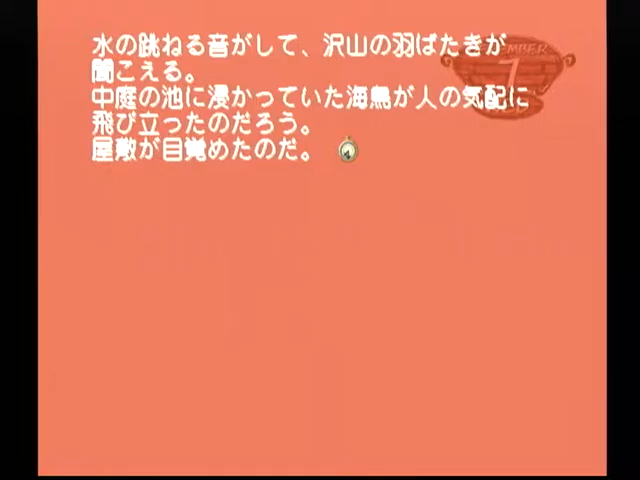 水の跳ねる音がして、沢山の羽ばたきが
聞こえる。
中庭の池に浸かっていた海鳥が人の気配に
飛び立ったのだろう。
屋敷が目覚めたのだ。
1